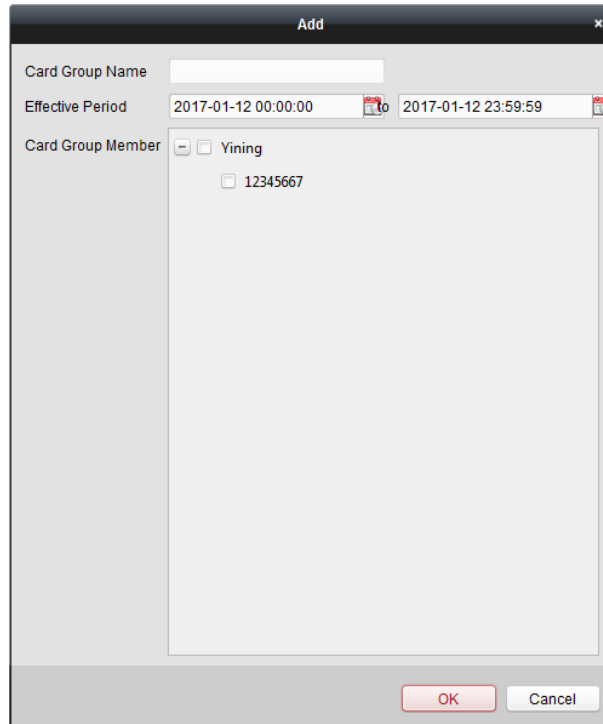 Add
Card Group Name
Effective Period 2017-01-12 00:00:00 to 2017-01-12 23:59:59
Card Group Member Yining
12345667
OK Cancel